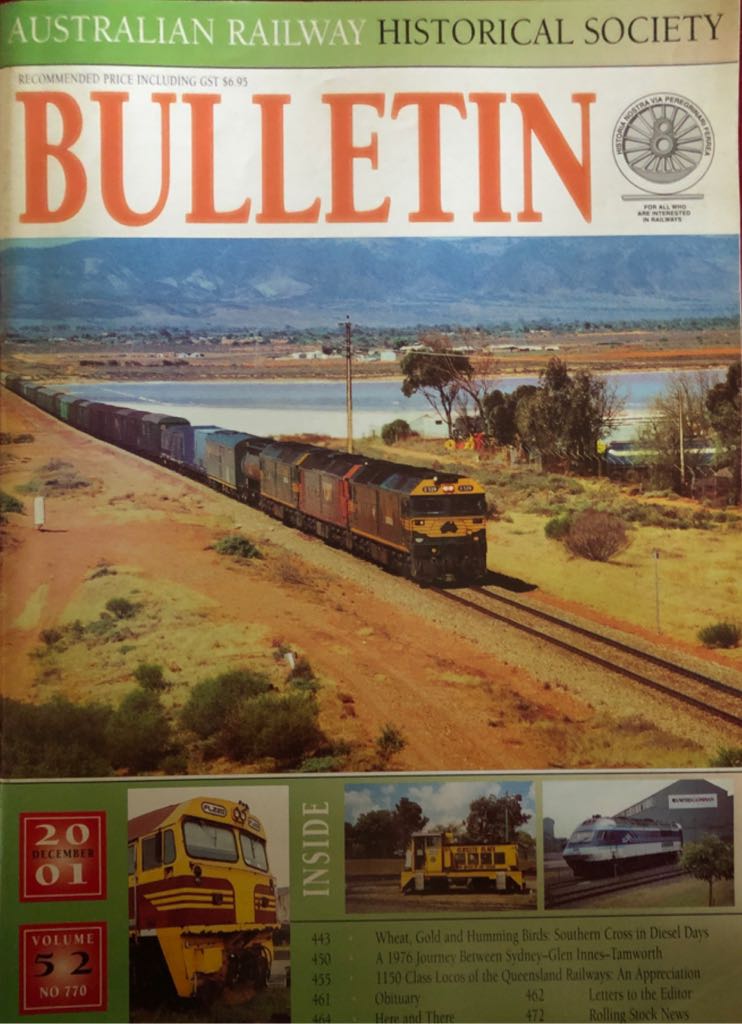 AUSTRALIAN RAILWAY HISTORICAL SOCIETY
RECOMMENDED PRICE INCLUDING GST $6.95
BULLETIN
HISTORIA NOSTRA VIA PEREGRINARI FERREA
FOR ALL WHO
ARE INTERESTED
IN RAILWAYS
20
DECEMBER
01
VOLUME
52
NO 770
INSIDE
443 Wheat, Gold and Humming Birds: Southern Cross in Diesel Days
450 A 1976 Journey Between Sydney–Glen Innes–Tamworth
455 1150 Class Locos of the Queensland Railways: An Appreciation
461 Obituary 462 Letters to the Editor
464 Here and There 472 Rolling Stock News